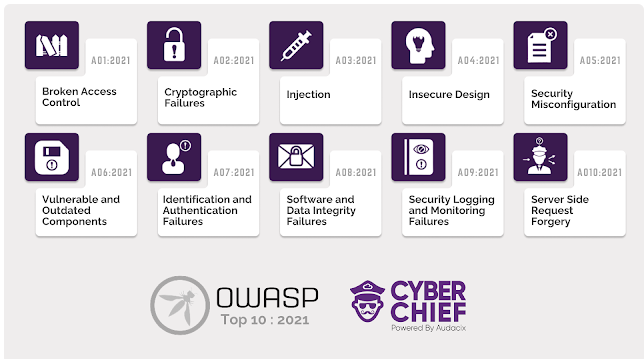 A01:2021
Broken Access
Control
A02:2021
Cryptographic
Failures
A03:2021
Injection
A04:2021
Insecure Design
A05:2021
Security
Misconfiguration
A06:2021
Vulnerable and
Outdated
Components
A07:2021
Identification and
Authentication
Failures
A08:2021
Software and
Data Integrity
Failures
A09:2021
Security Logging
and Monitoring
Failures
A010:2021
Server Side
Request
Forgery
OWASP
Top 10 : 2021
CYBER
CHIEF
Powered By Audacix